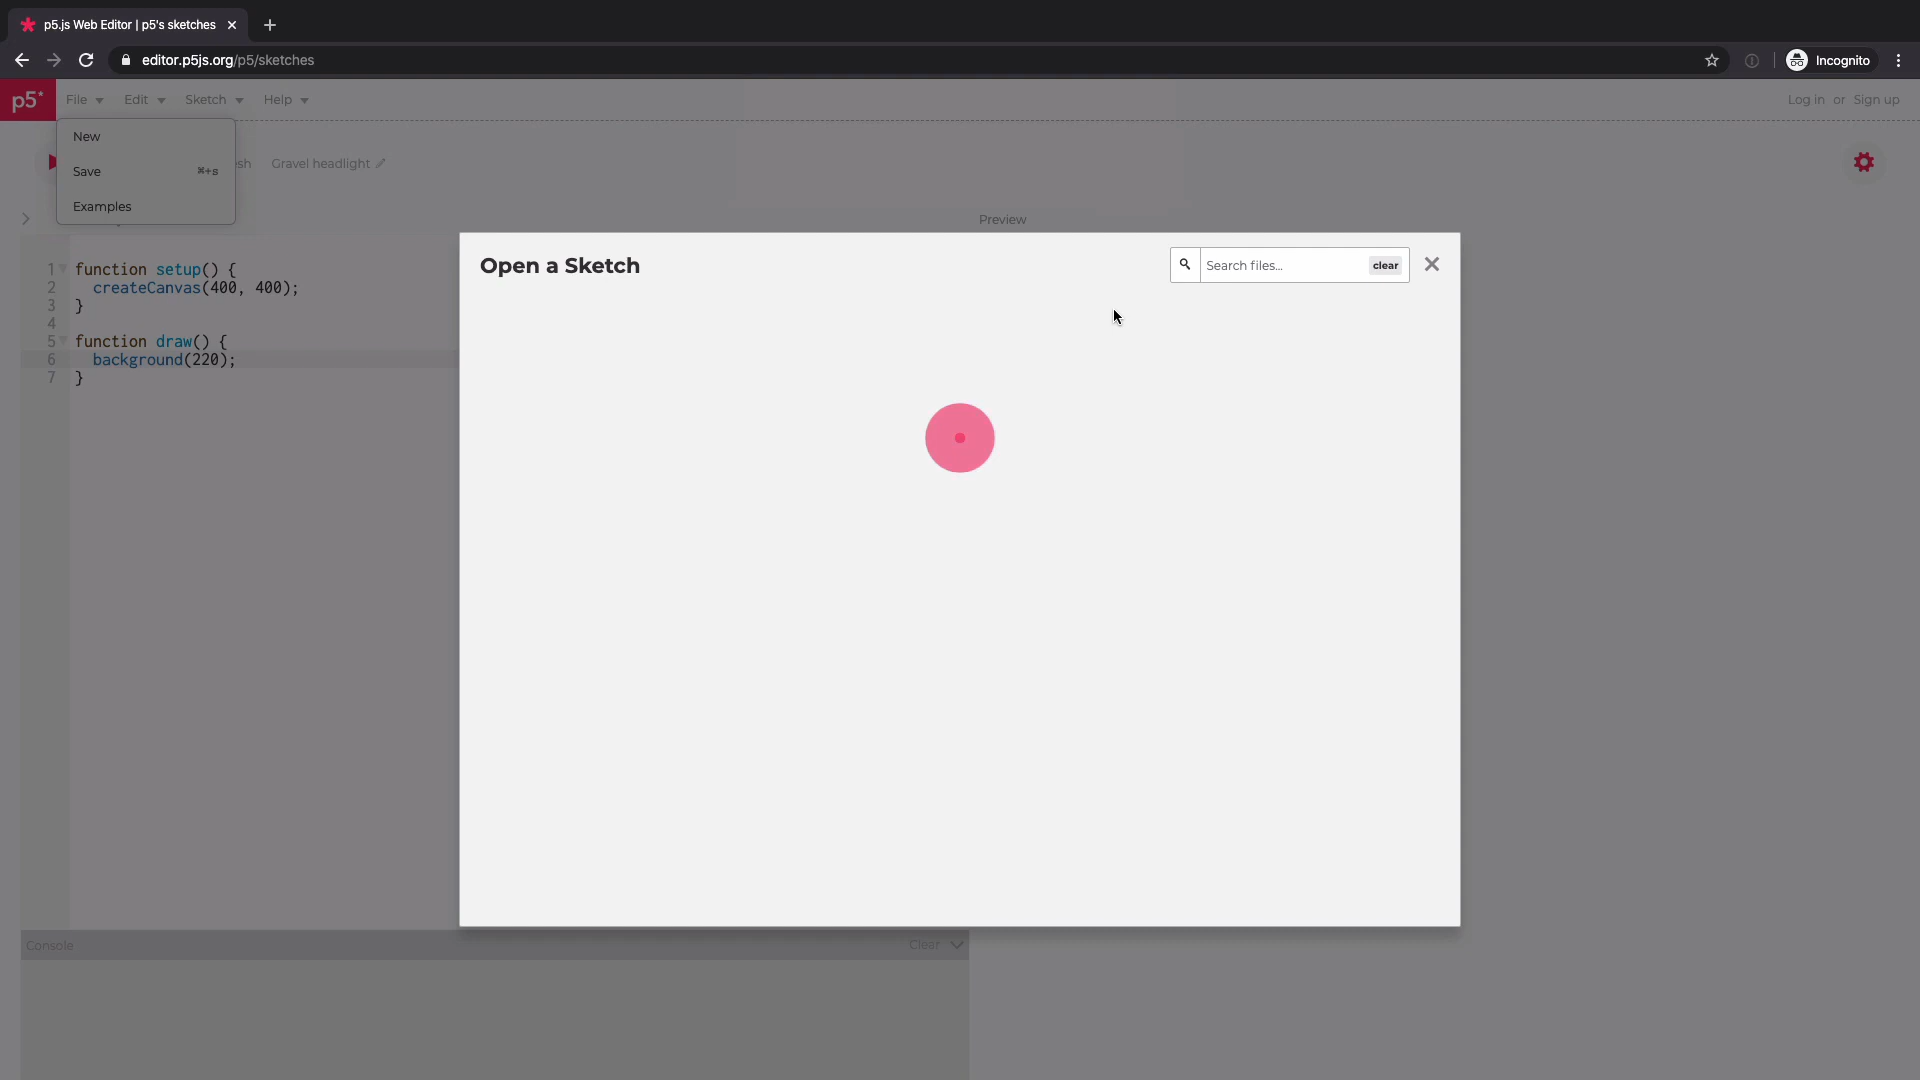 p5.js Web Editor | p5's sketches
editor.p5js.org/p5/sketches
Incognito
p5*
File
Edit
Sketch
Help
Log in or Sign up
New
Save ⌘+S
Examples
sh
Gravel headlight
Preview
Open a Sketch
Search files...
clear
1 function setup() {
2 createCanvas(400, 400);
3 }
4
5 function draw() {
6 background(220);
7 }
Console
Clear